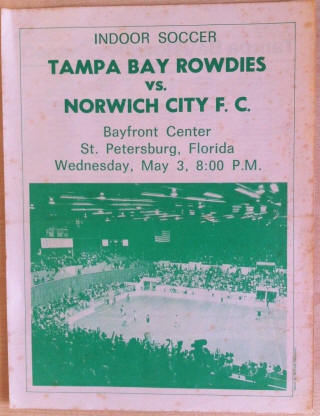 INDOOR SOCCER
TAMPA BAY ROWDIES
vs.
NORWICH CITY F. C.
Bayfront Center
St. Petersburg, Florida
Wednesday, May 3, 8:00 P.M.